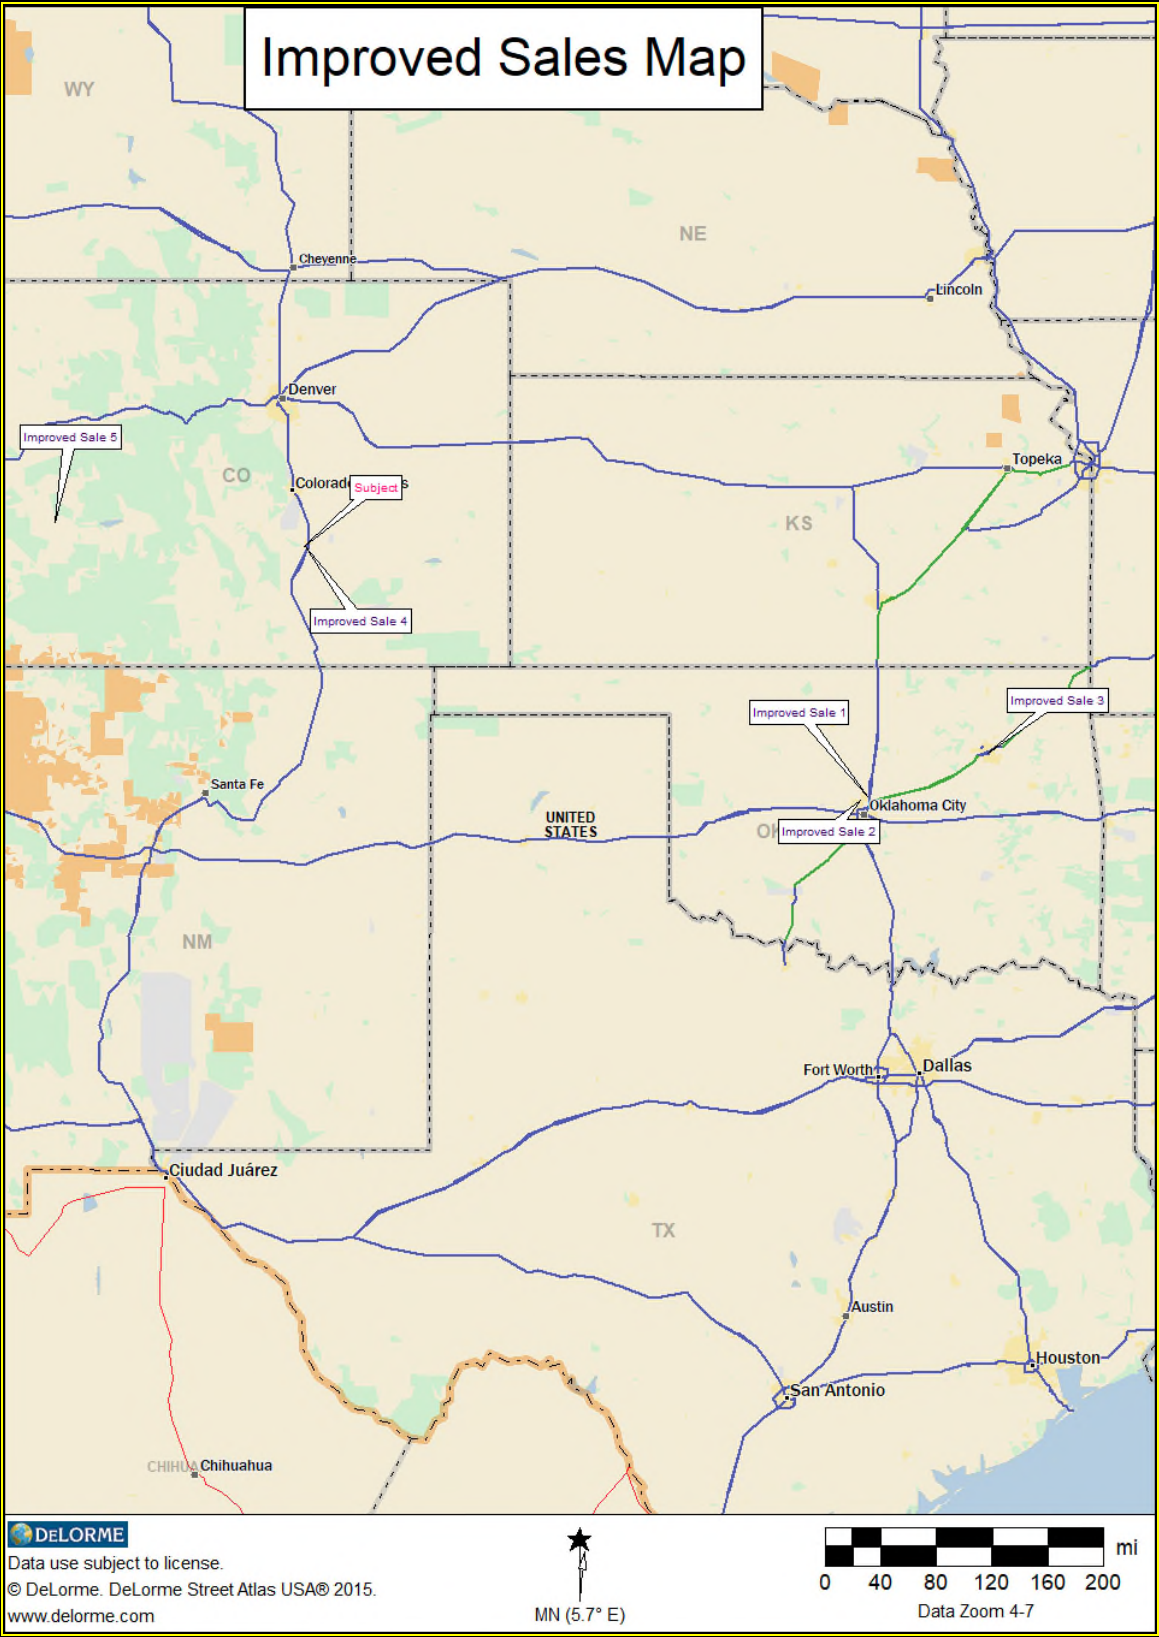 Improved Sales Map
WY
NE
Cheyenne
Lincoln
Denver
Improved Sale 5
Topeka
CO
Colorado
s
Subject
KS
Improved Sale 4
Improved Sale 3
Improved Sale 1
Santa Fe
Oklahoma City
UNITED
STATES
OK
Improved Sale 2
NM
Fort Worth
Dallas
Ciudad Juárez
TX
Austin
Houston
San Antonio
CHIHUA
Chihuahua
DELORME
Data use subject to license.
© DeLorme. DeLorme Street Atlas USA® 2015.
www.delorme.com
MN (5.7° E)
mi
0 40 80 120 160 200
Data Zoom 4-7